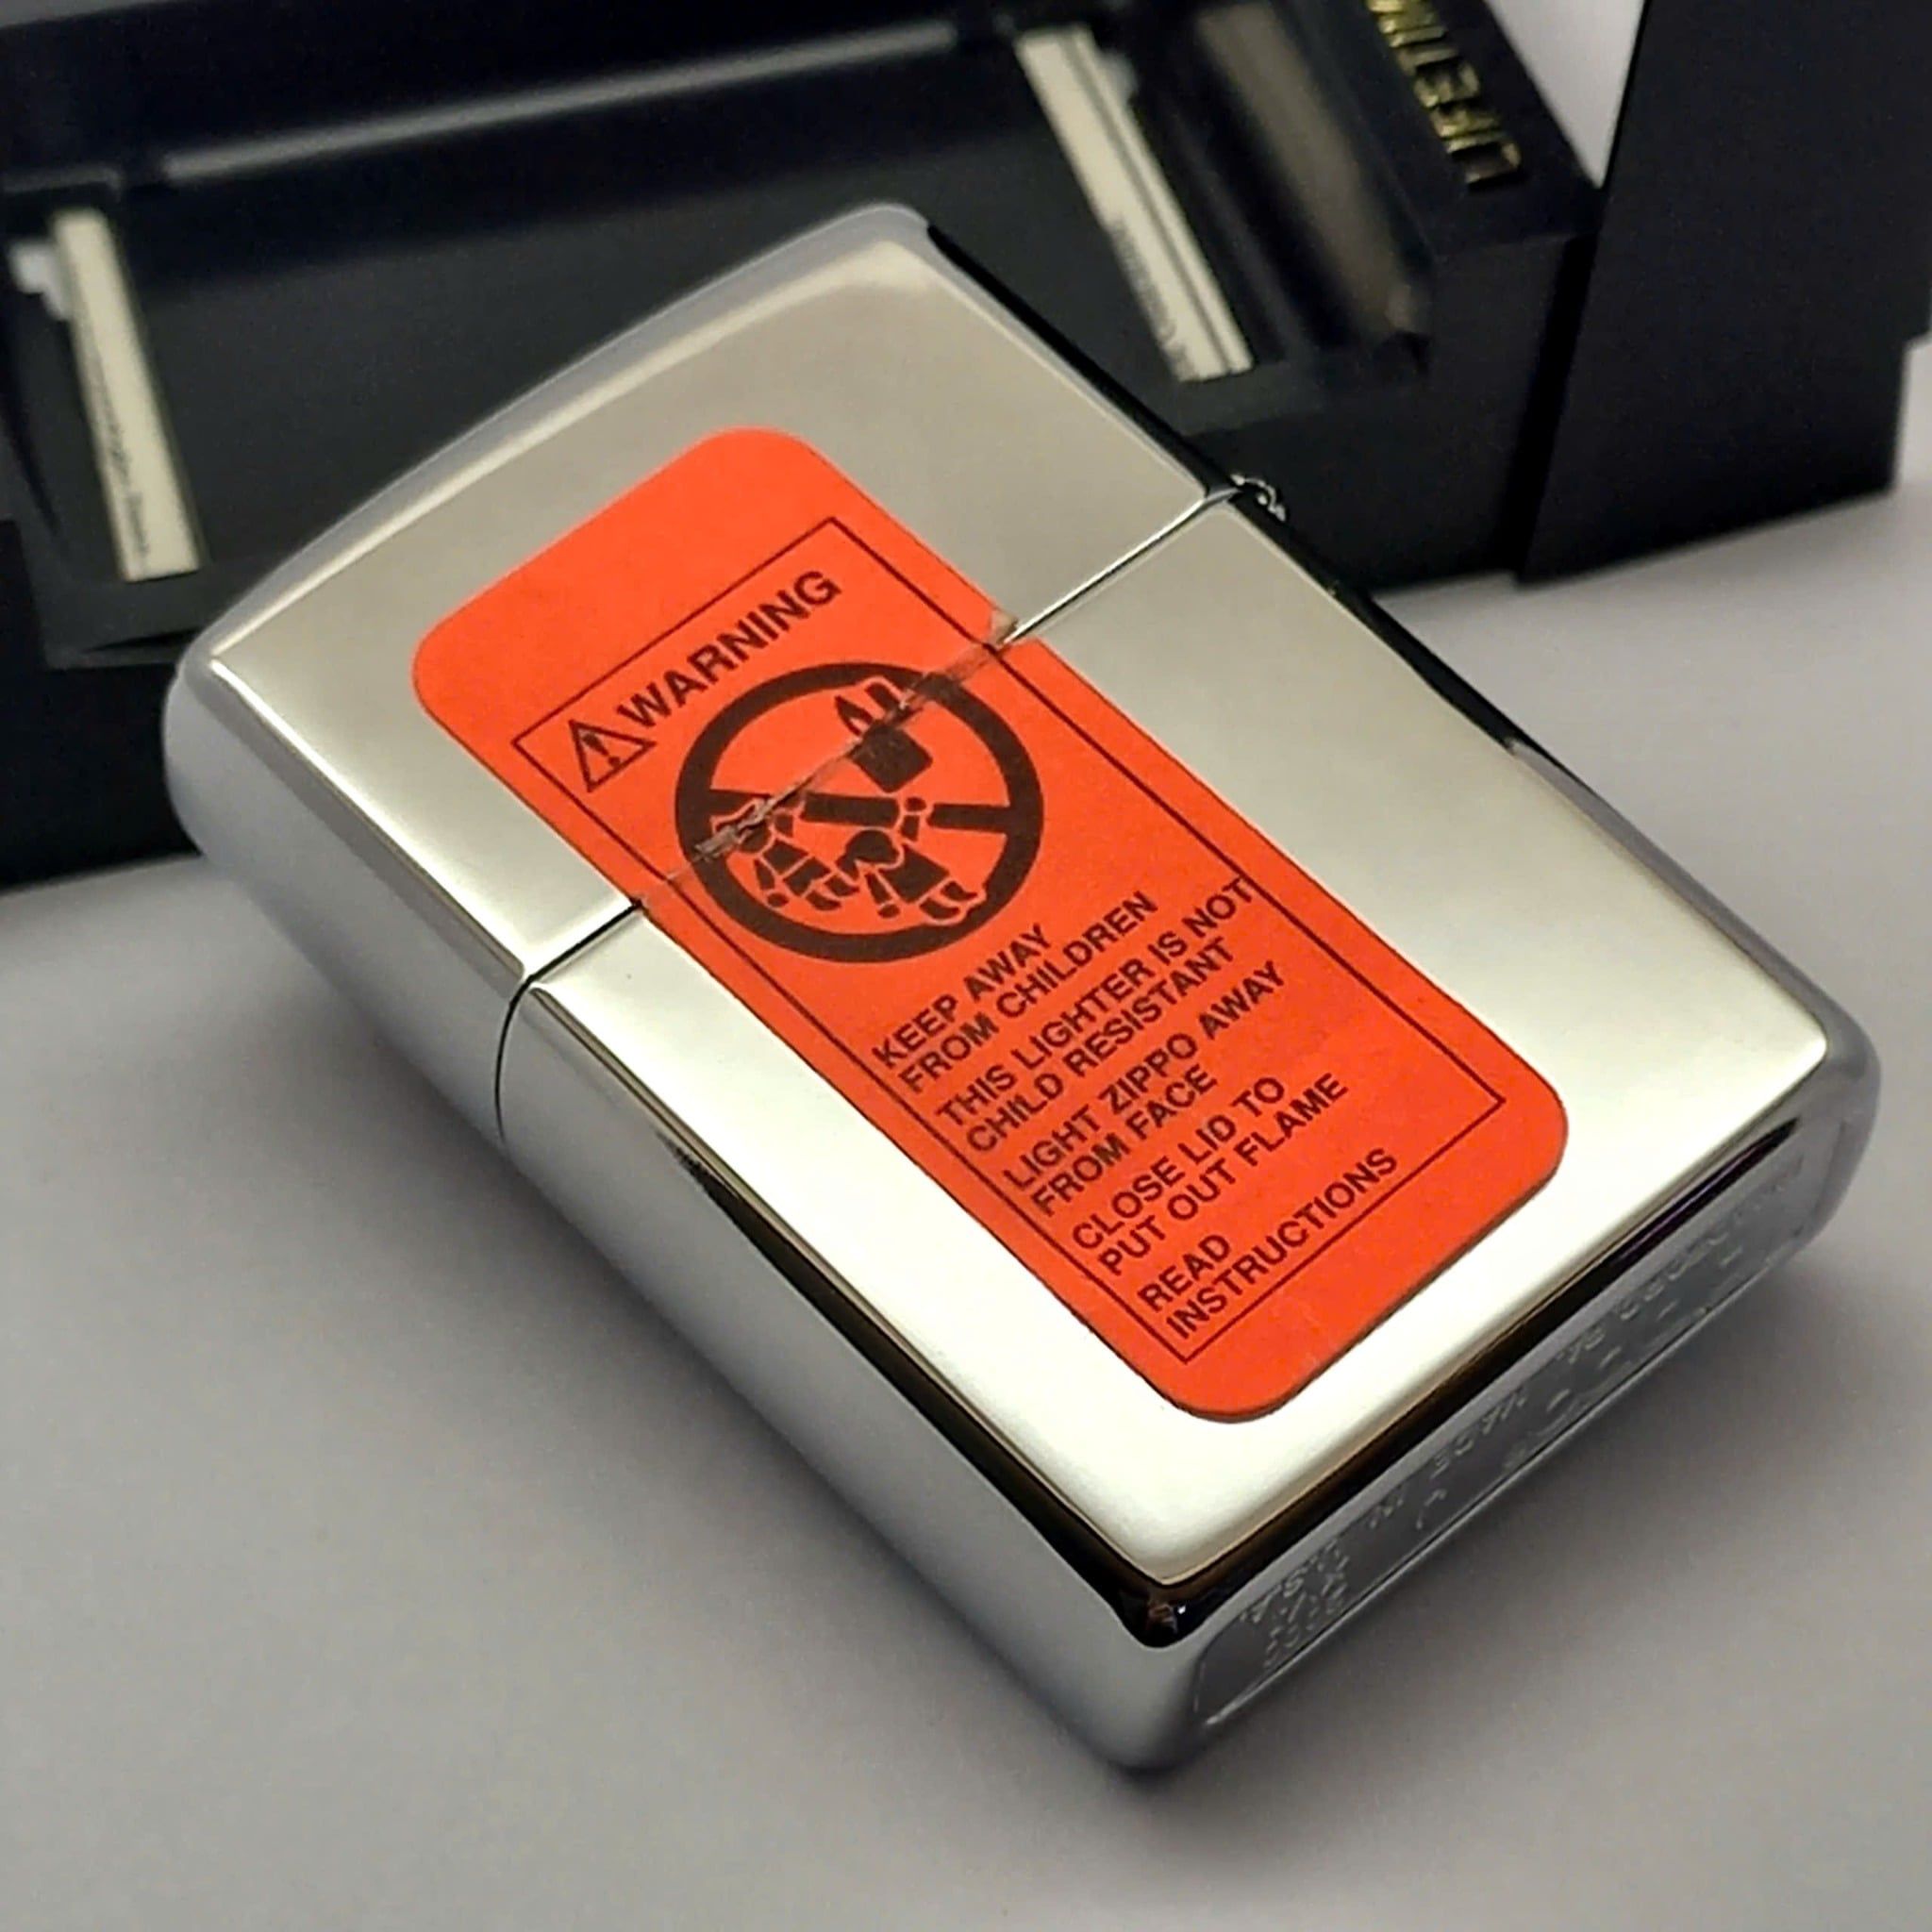 WARNING
KEEP AWAY
FROM CHILDREN
THIS LIGHTER IS NOT
CHILD RESISTANT
LIGHT ZIPPO AWAY
FROM FACE
CLOSE LID TO
PUT OUT FLAME
READ
INSTRUCTIONS
LIFETIM